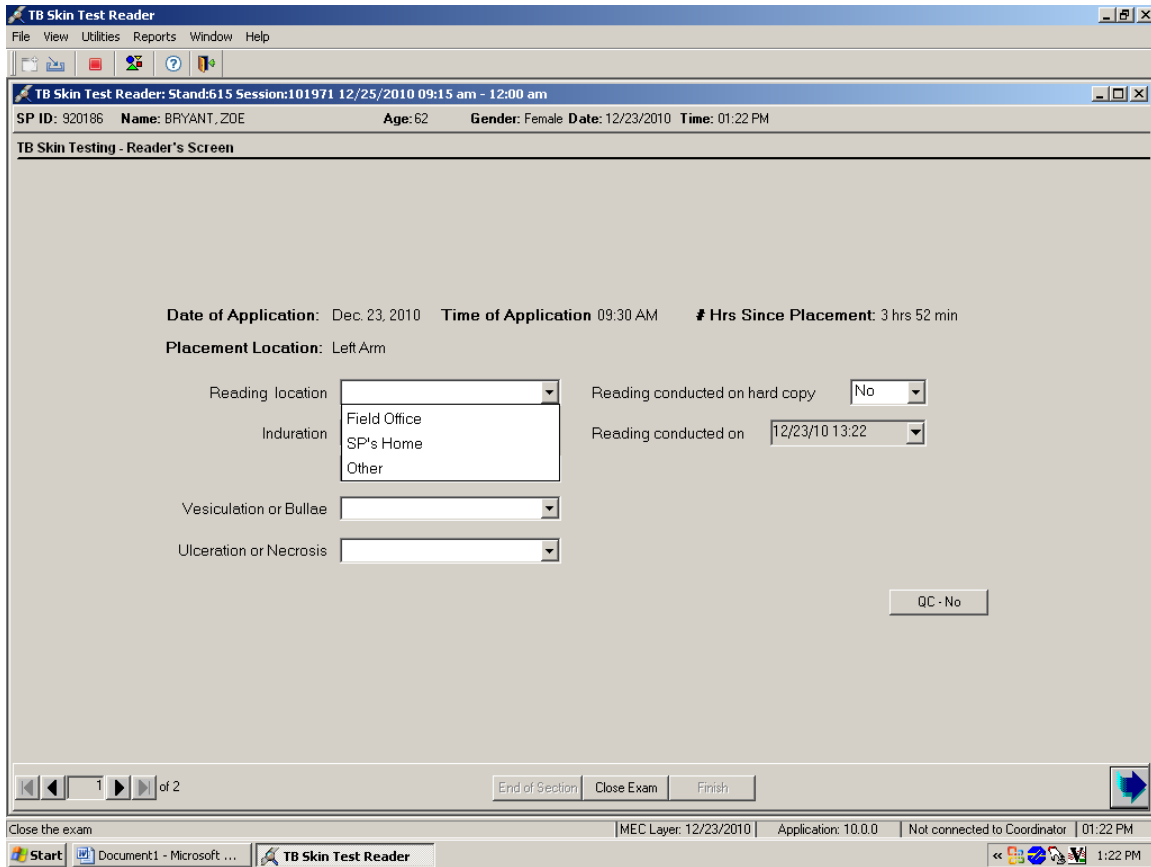 TB Skin Test Reader
File View Utilities Reports Window Help
TB Skin Test Reader: Stand:615 Session:101971 12/25/2010 09:15 am - 12:00 am
SP ID: 920186 Name: BRYANT, ZOE Age: 62 Gender: Female Date: 12/23/2010 Time: 01:22 PM
TB Skin Testing - Reader's Screen
Date of Application: Dec. 23, 2010 Time of Application 09:30 AM # Hrs Since Placement: 3 hrs 52 min
Placement Location: Left Arm
Reading location Reading conducted on hard copy No
Field Office
Induration Reading conducted on 12/23/10 13:22
SP's Home
Other
Vesiculation or Bullae
Ulceration or Necrosis
QC - No
1 of 2 End of Section Close Exam Finish
Close the exam MEC Layer: 12/23/2010 Application: 10.0.0 Not connected to Coordinator 01:22 PM
Start Document1 - Microsoft ... TB Skin Test Reader « 1:22 PM